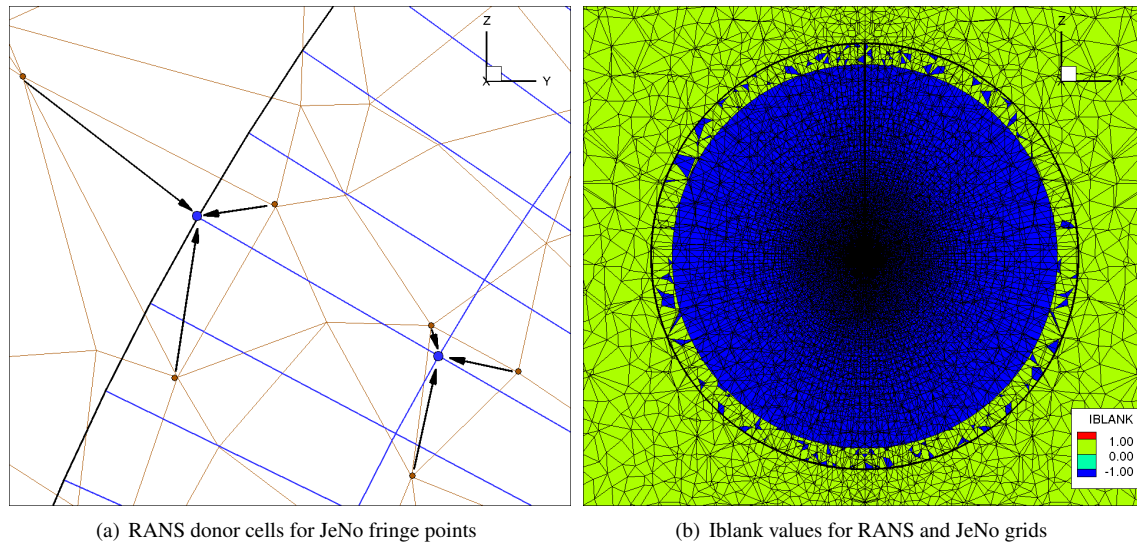 Z
X
Y
Z
Y
IBLANK
1.00
0.00
-1.00
(a) RANS donor cells for JeNo fringe points
(b) Iblank values for RANS and JeNo grids